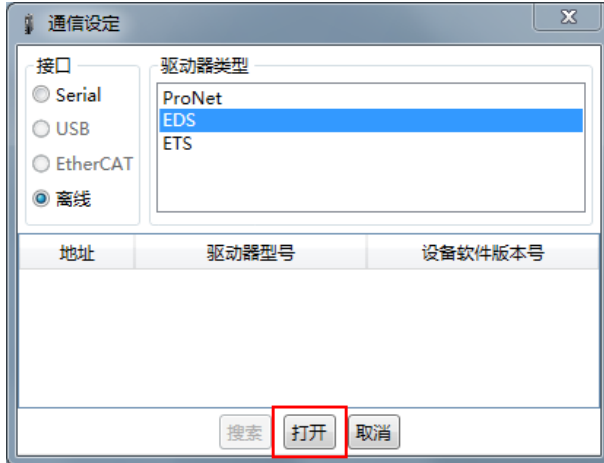 通信设定
接口
Serial
USB
EtherCAT
离线
驱动器类型
ProNet
EDS
ETS
地址 驱动器型号 设备软件版本号
搜索 打开 取消